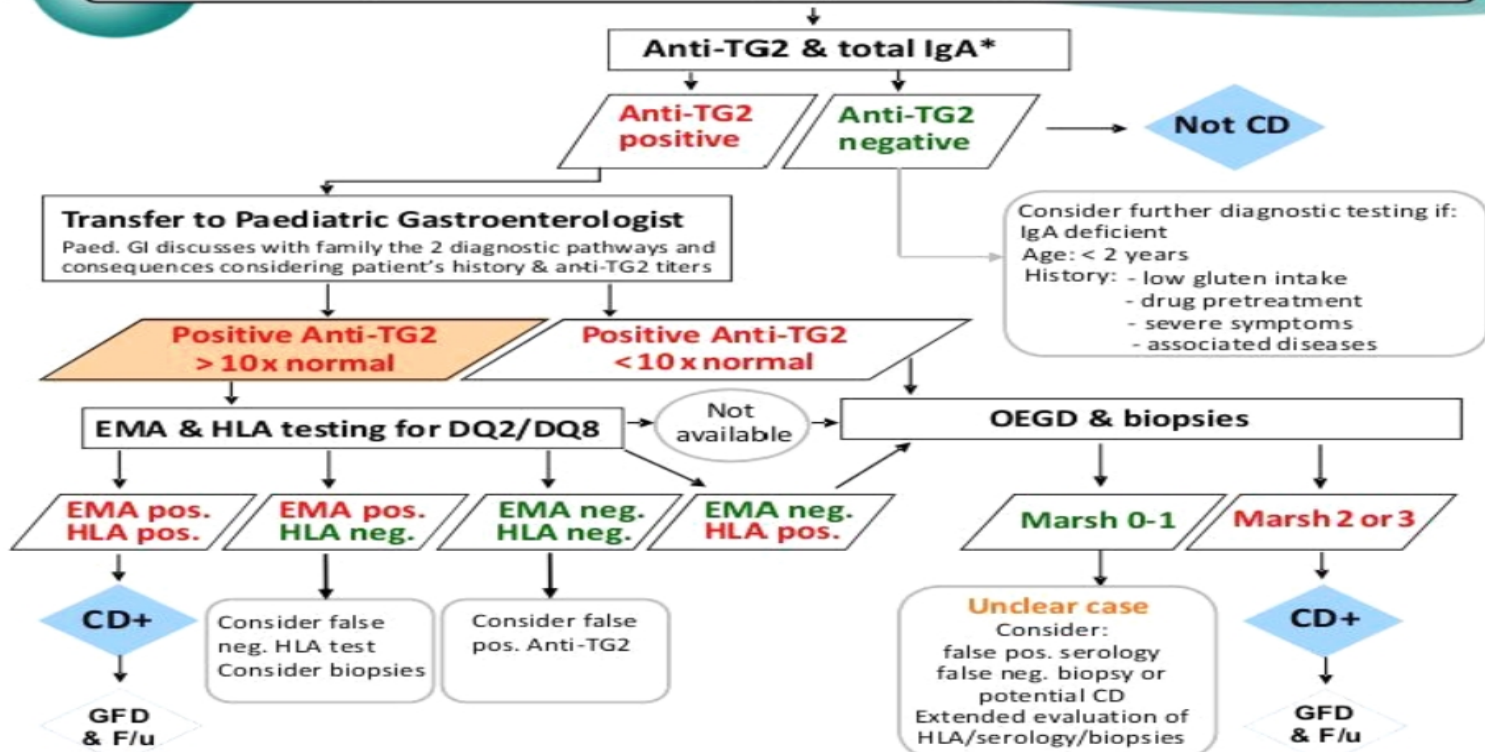 Anti-TG2 & total IgA*
Anti-TG2
positive
Anti-TG2
negative
Not CD
Transfer to Paediatric Gastroenterologist
Paed. GI discusses with family the 2 diagnostic pathways and
consequences considering patient's history & anti-TG2 titers
Consider further diagnostic testing if:
IgA deficient
Age: < 2 years
History: - low gluten intake
- drug pretreatment
- severe symptoms
- associated diseases
Positive Anti-TG2
> 10x normal
Positive Anti-TG2
< 10 x normal
EMA & HLA testing for DQ2/DQ8
Not
available
OEGD & biopsies
EMA pos.
HLA pos.
EMA pos.
HLA neg.
EMA neg.
HLA neg.
EMA neg.
HLA pos.
Marsh 0-1
Marsh 2 or 3
CD+
Consider false
neg. HLA test
Consider biopsies
Consider false
pos. Anti-TG2
Unclear case
Consider:
false pos. serology
false neg. biopsy or
potential CD
Extended evaluation of
HLA/serology/biopsies
CD+
GFD
& F/u
GFD
& F/u